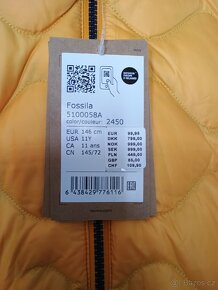 Fossila
5100058A
color/couleur: 2450
EUR 146 cm
USA 11Y
CA 11 ans
CN 145/72
EUR 99,95
DKK 799,00
NOK 999,00
SEK 999,00
PLN 449,00
GBP 85,00
CHF 109,95
6 438429 776116